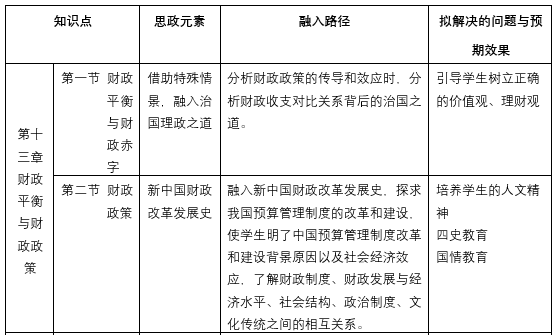 知识点 思政元素 融入路径 拟解决的问题与预
期效果
第十
三章
财政
平衡
与财
政政
策
第一节 财政
平衡
与财
政赤
字
借助特殊情
景，融入治
国理政之道
分析财政政策的传导和效应时，分
析财政收支对比关系背后的治国之
道。
引导学生树立正确
的价值观、理财观
第二节 财政
政策
新中国财政
改革发展史
融入新中国财政改革发展史，探求
我国预算管理制度的改革和建设，
使学生明了中国预算管理制度改革
和建设背景原因以及社会经济效
应，了解财政制度、财政发展与经
济水平、社会结构、政治制度、文
化传统之间的相互关系。
培养学生的人文精
神
四史教育
国情教育